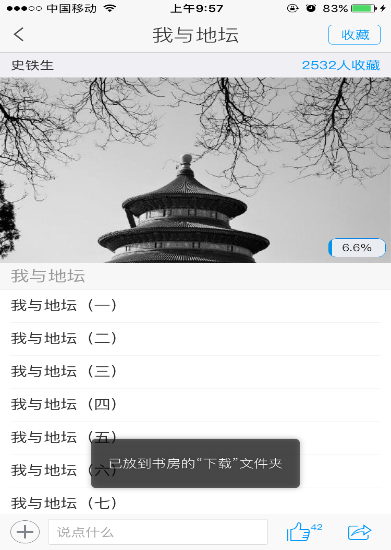 中国移动
上午9:57
83%
我与地坛
收藏
史铁生
2532人收藏
6.6%
我与地坛
我与地坛（一）
我与地坛（二）
我与地坛（三）
我与地坛（四）
我与地坛（五）
已放到书房的“下载”文件夹
我与地坛（六）
我与地坛（七）
说点什么
42